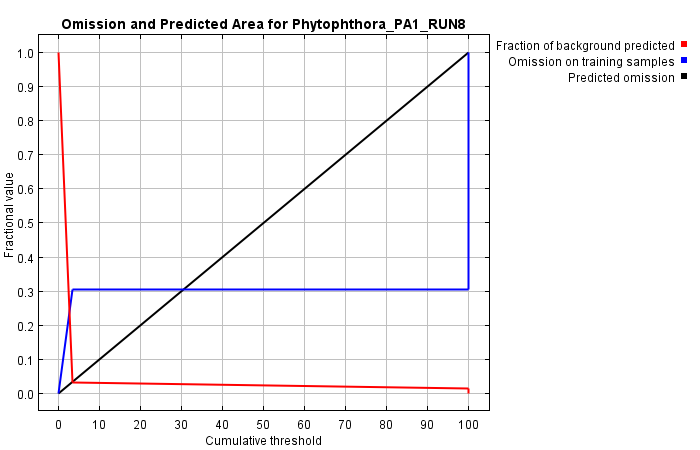 Omission and Predicted Area for Phytophthora_PA1_RUN8
Fraction of background predicted
Omission on training samples
Predicted omission
Fractional value
1.0
0.9
0.8
0.7
0.6
0.5
0.4
0.3
0.2
0.1
0.0
0 10 20 30 40 50 60 70 80 90 100
Cumulative threshold